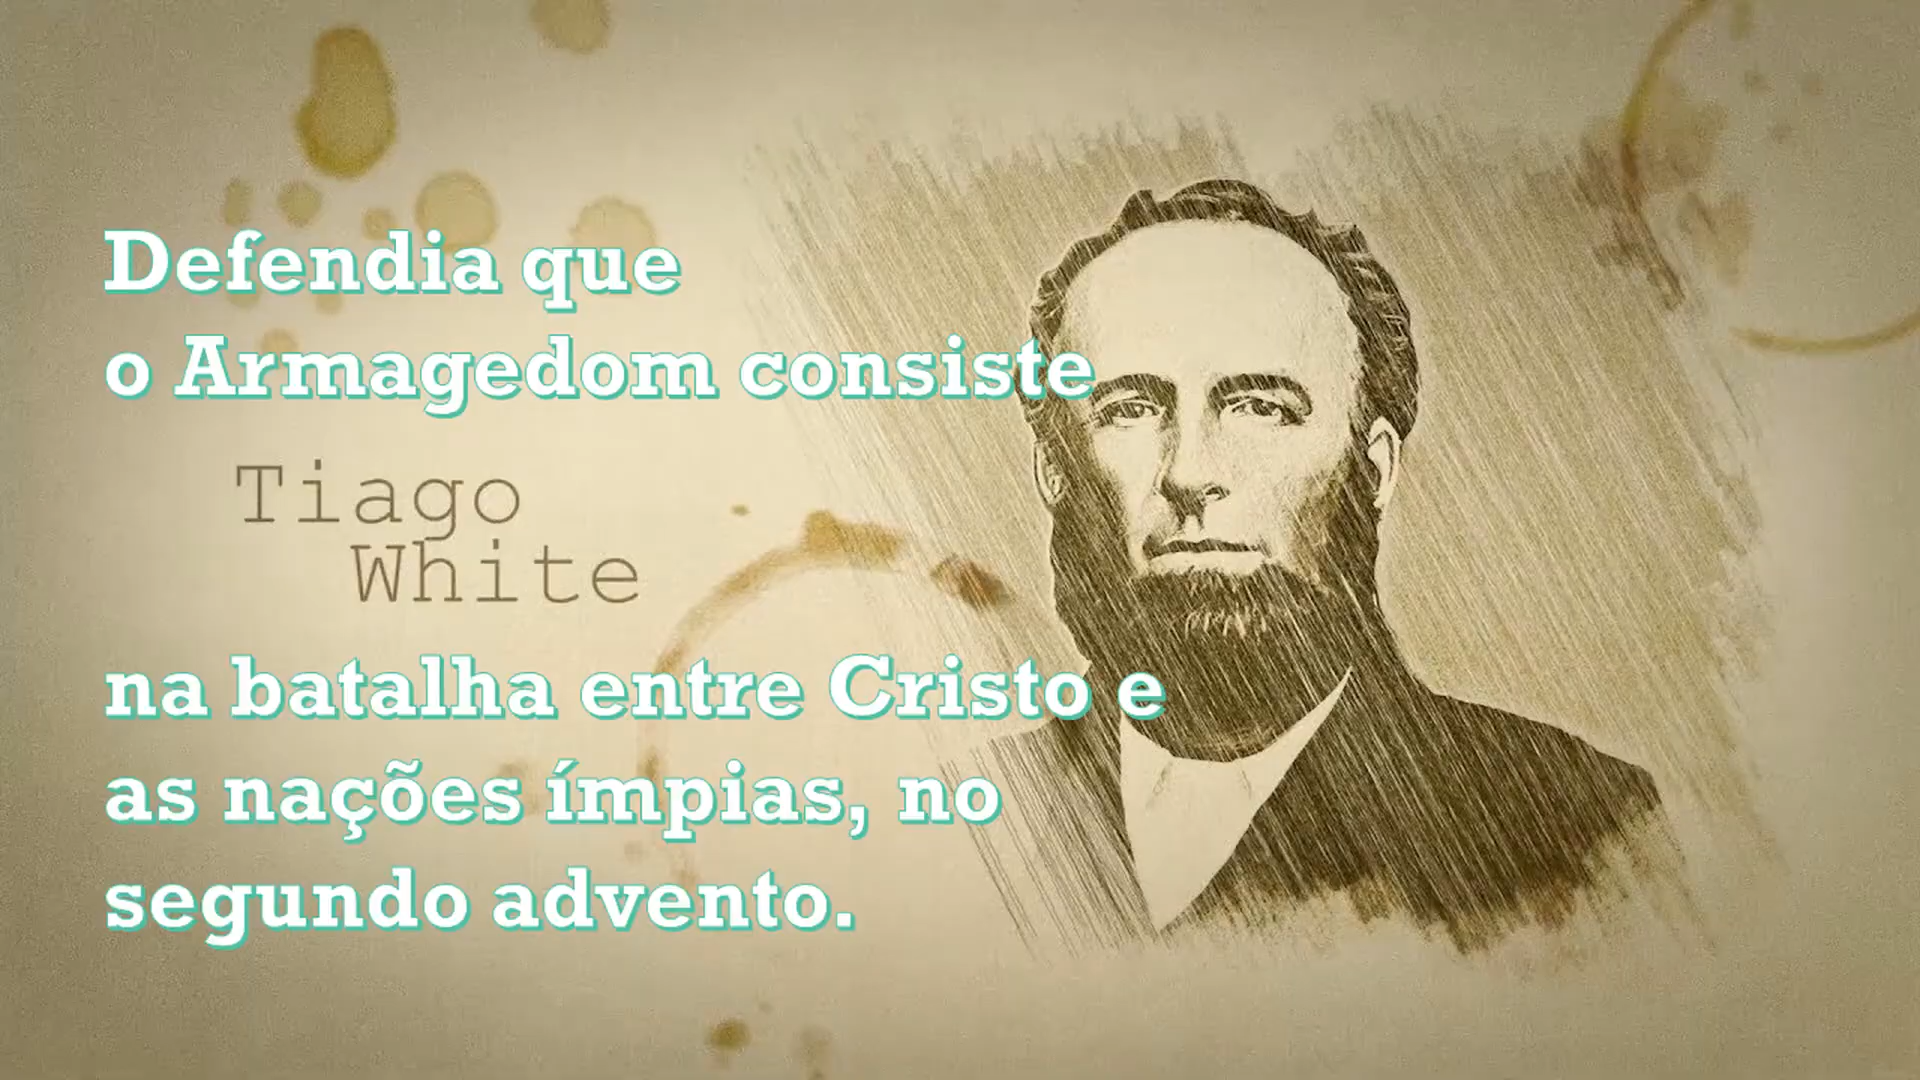 Defendia que
o Armagedom consiste
Tiago
White
na batalha entre Cristo e
as nações ímpias, no
segundo advento.